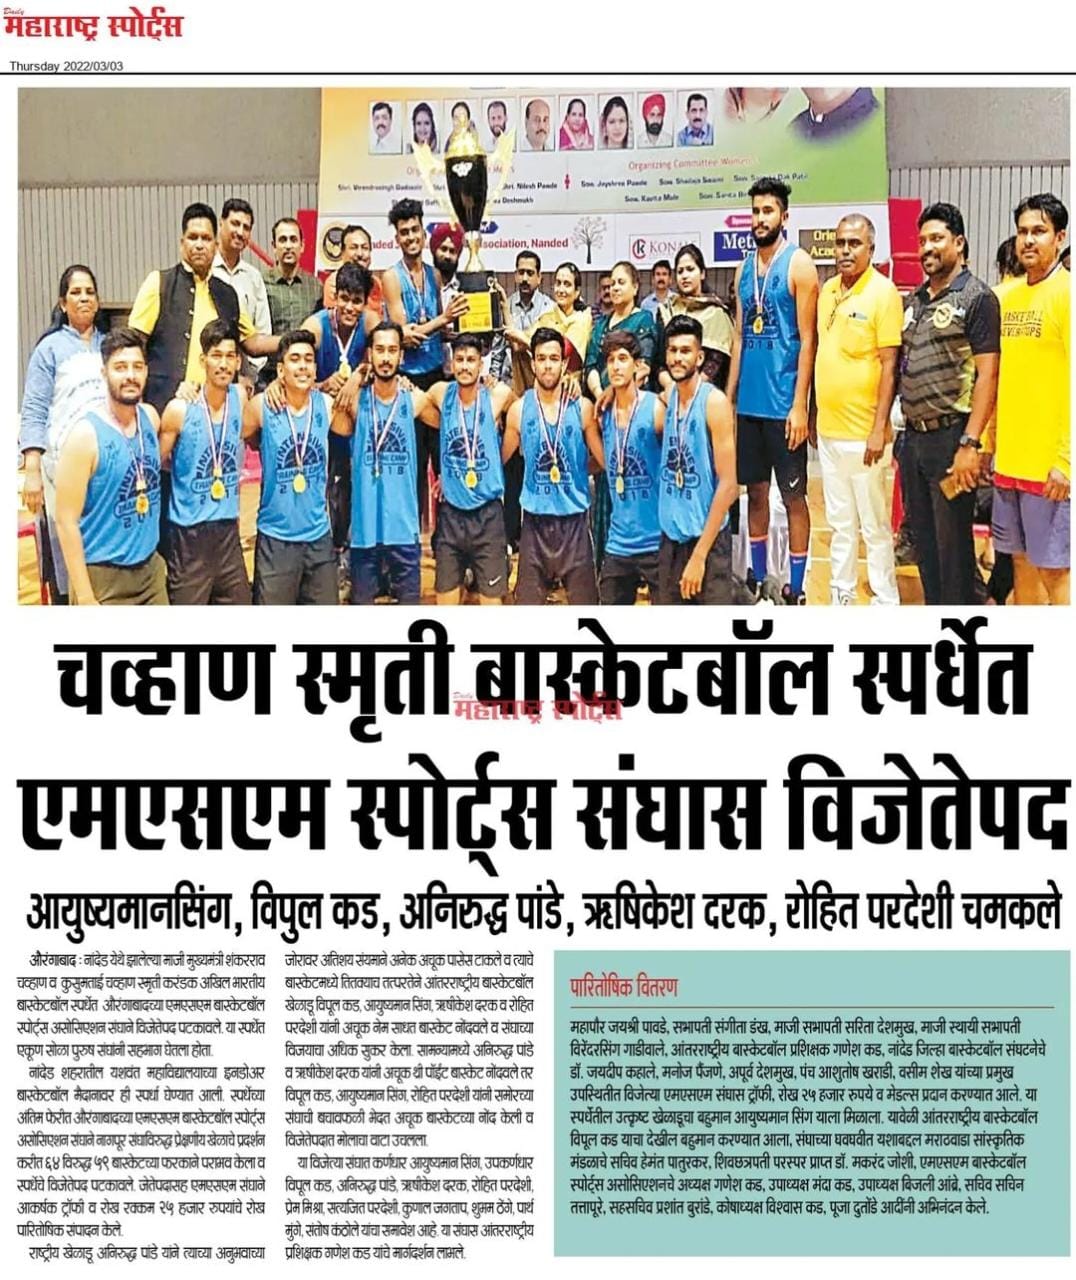 Daily
महाराष्ट्र स्पोर्ट्स
Thursday 2022/03/03
Organizing Committee Women's
Shri. Nilesh Pande
Sow. Jayshree Pande
Association, Nanded
KONA
चव्हाण स्मृती बास्केटबॉल स्पर्धेत
Daily
महाराष्ट्र स्पोर्ट्स
एमएसएम स्पोर्ट्स संघास विजेतेपद
आयुष्यमानसिंग, विपुल कड, अनिरुद्ध पांडे, ऋषिकेश दरक, रोहित परदेशी चमकले
औरंगाबाद : नांदेड येथे झालेल्या माजी मुख्यमंत्री शंकरराव
चव्हाण व कुसुमताई चव्हाण स्मृती करंडक अखिल भारतीय
बास्केटबॉल स्पर्धेत औरंगाबादच्या एमएसएम बास्केटबॉल
स्पोर्ट्स असोसिएशन संघाने विजेतेपद पटकावले. या स्पर्धेत
एकूण सोळा पुरुष संघांनी सहभाग घेतला होता.
नांदेड शहरातील यशवंत महाविद्यालयाच्या इनडोअर
बास्केटबॉल मैदानावर ही स्पर्धा घेण्यात आली. स्पर्धेच्या
अंतिम फेरीत औरंगाबादच्या एमएसएम बास्केटबॉल स्पोर्ट्स
असोसिएशन संघाने नागपूर संघाविरुद्ध प्रेक्षणीय खेळाचे प्रदर्शन
करीत ६४ विरुद्ध ५९ बास्केटच्या फरकाने पराभव केला व
स्पर्धेचे विजेतेपद पटकावले. जेतेपदासह एमएसएम संघाने
आकर्षक ट्रॉफी व रोख रक्कम २५ हजार रुपयांचे रोख
पारितोषिक संपादन केले.
राष्ट्रीय खेळाडू अनिरुद्ध पांडे यांने त्याच्या अनुभवाच्या
जोरावर अतिशय संयमाने अनेक अचूक पासेस टाकले व त्याचे
बास्केटमध्ये तितक्याच तत्परतेने आंतरराष्ट्रीय बास्केटबॉल
खेळाडू विपूल कड, आयुष्यमान सिंग, ऋषीकेश दरक व रोहित
परदेशी यांनी अचूक नेम साधत बास्केट नोंदवले व संघाच्या
विजयाचा अधिक सुकर केला. सामन्यामध्ये अनिरुद्ध पांडे
व ऋषीकेश दरक यांनी अचूक थ्री पॉईंट बास्केट नोंदवले तर
विपूल कड, आयुष्यमान सिंग, रोहित परदेशी यांनी समोरच्या
संघाची बचावफळी भेदत अचूक बास्केटच्या नोंद केली व
विजेतेपदात मोलाचा वाटा उचलला.
या विजेत्या संघात कर्णधार आयुष्यमान सिंग, उपकर्णधार
विपूल कड, अनिरुद्ध पांडे, ऋषीकेश दरक, रोहित परदेशी,
प्रेम मिश्रा, सत्यजित परदेशी, कुणाल जगताप, शुभम ठेंगे, पार्थ
मुंगे, संतोष कंठोले यांचा समावेश आहे. या संघास आंतरराष्ट्रीय
प्रशिक्षक गणेश कड यांचे मार्गदर्शन लाभले.
पारितोषिक वितरण
महापौर जयश्री पावडे, सभापती संगीता डंख, माजी सभापती सरिता देशमुख, माजी स्थायी सभापती
विरेंदरसिंग गाडीवाले, आंतरराष्ट्रीय बास्केटबॉल प्रशिक्षक गणेश कड, नांदेड जिल्हा बास्केटबॉल संघटनेचे
डॉ. जयदीप कहाले, मनोज पैंजणे, अपूर्व देशमुख, पंच आशुतोष खराडी, वसीम शेख यांच्या प्रमुख
उपस्थितीत विजेत्या एमएसएम संघास ट्रॉफी, रोख २५ हजार रुपये व मेडल्स प्रदान करण्यात आले. या
स्पर्धेतील उत्कृष्ट खेळाडूचा बहुमान आयुष्यमान सिंग याला मिळाला. यावेळी आंतरराष्ट्रीय बास्केटबॉल
विपूल कड याचा देखील बहुमान करण्यात आला, संघाच्या घवघवीत यशाबद्दल मराठवाडा सांस्कृतिक
मंडळाचे सचिव हेमंत पातुरकर, शिवछत्रपती परस्पर प्राप्त डॉ. मकरंद जोशी, एमएसएम बास्केटबॉल
स्पोर्ट्स असोसिएशनचे अध्यक्ष गणेश कड, उपाध्यक्ष मंदा कड, उपाध्यक्ष बिजली आंब्रे, सचिव सचिन
तत्तापूरे, सहसचिव प्रशांत बुरांडे, कोषाध्यक्ष विश्वास कड, पूजा दुतोंडे आदींनी अभिनंदन केले.